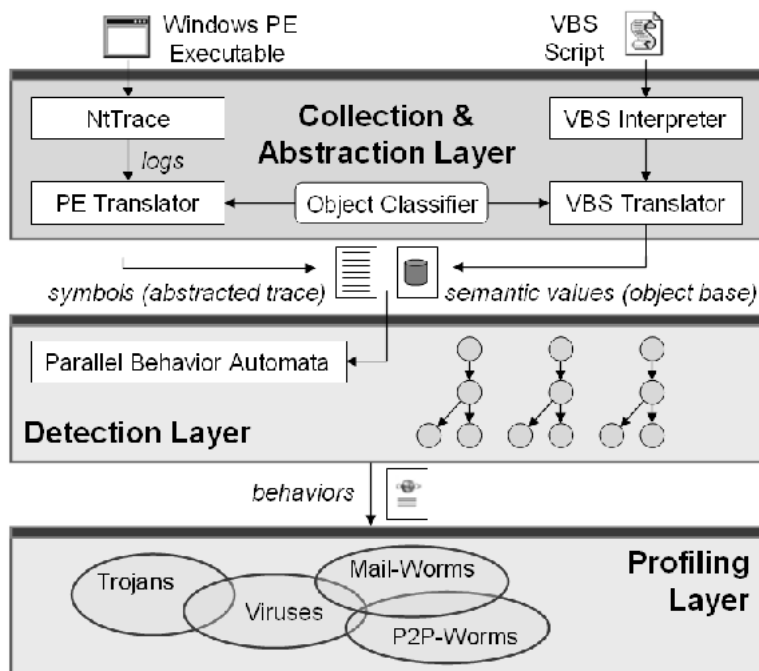 Windows PE
Executable
VBS
Script
NtTrace
Collection &
Abstraction Layer
VBS Interpreter
logs
PE Translator
Object Classifier
VBS Translator
symbols (abstracted trace)
semantic values (object base)
Parallel Behavior Automata
Detection Layer
behaviors
Trojans
Viruses
Mail-Worms
P2P-Worms
Profiling
Layer